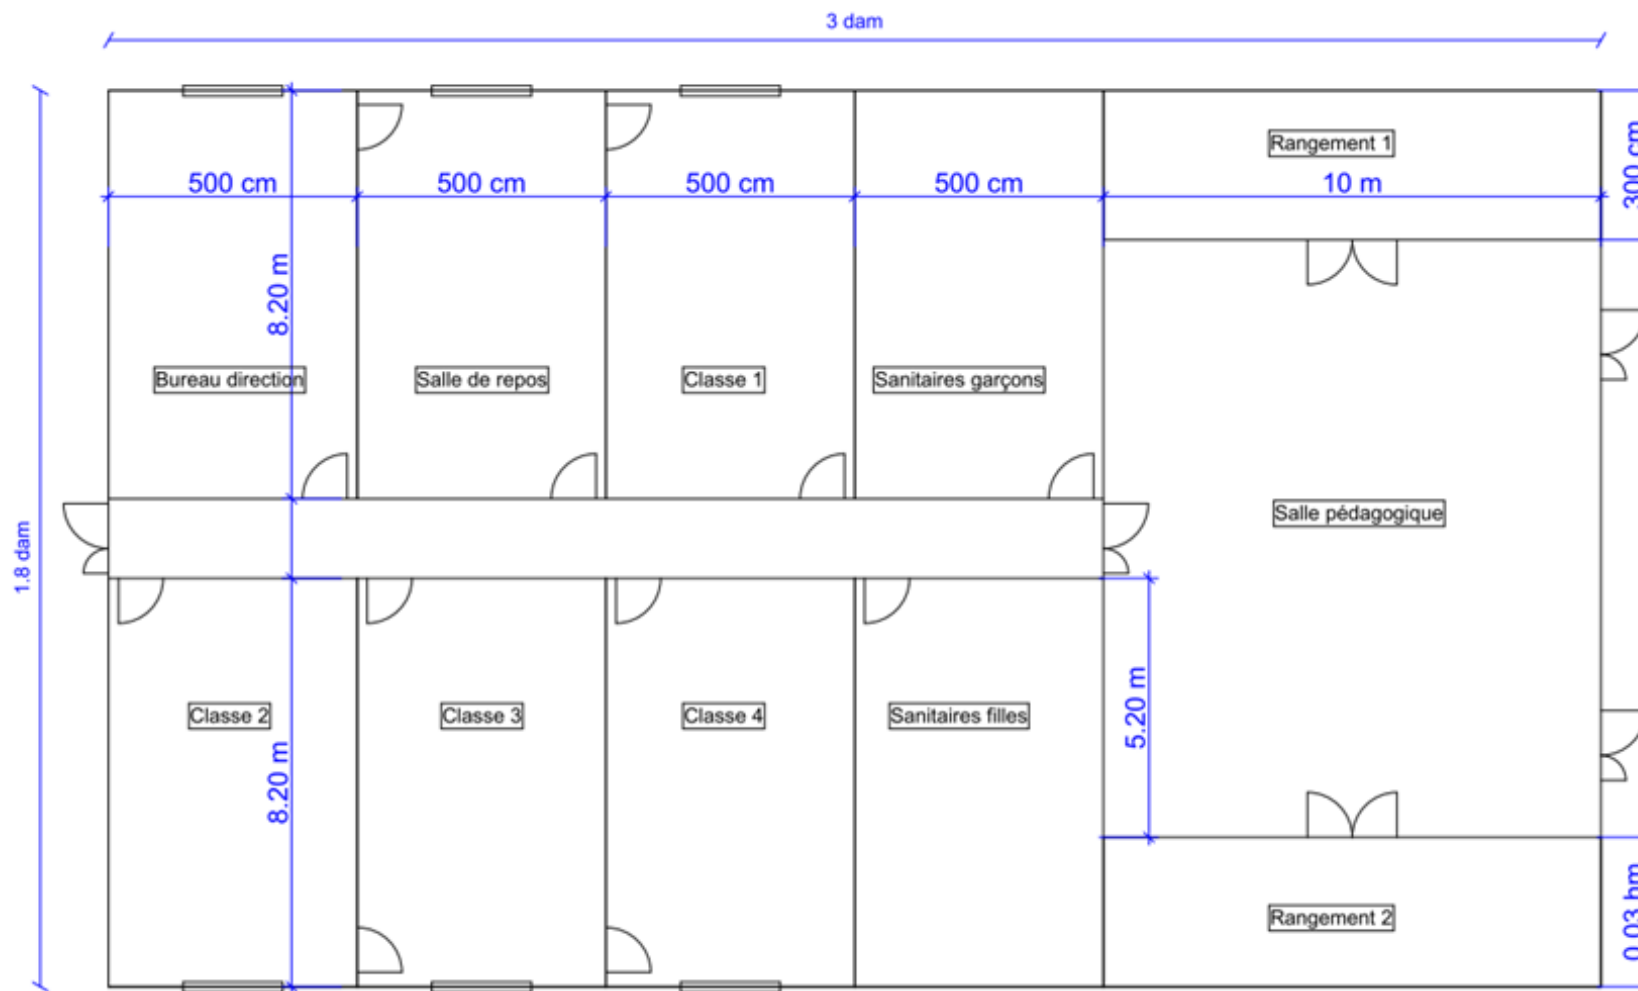 3 dam
Rangement 1
300 cm
500 cm
500 cm
500 cm
500 cm
10 m
8.20 m
Bureau direction
Salle de repos
Classe 1
Sanitaires garçons
Salle pédagogique
1.8 dam
Classe 2
Classe 3
Classe 4
Sanitaires filles
5.20 m
8.20 m
Rangement 2
0.03 hm